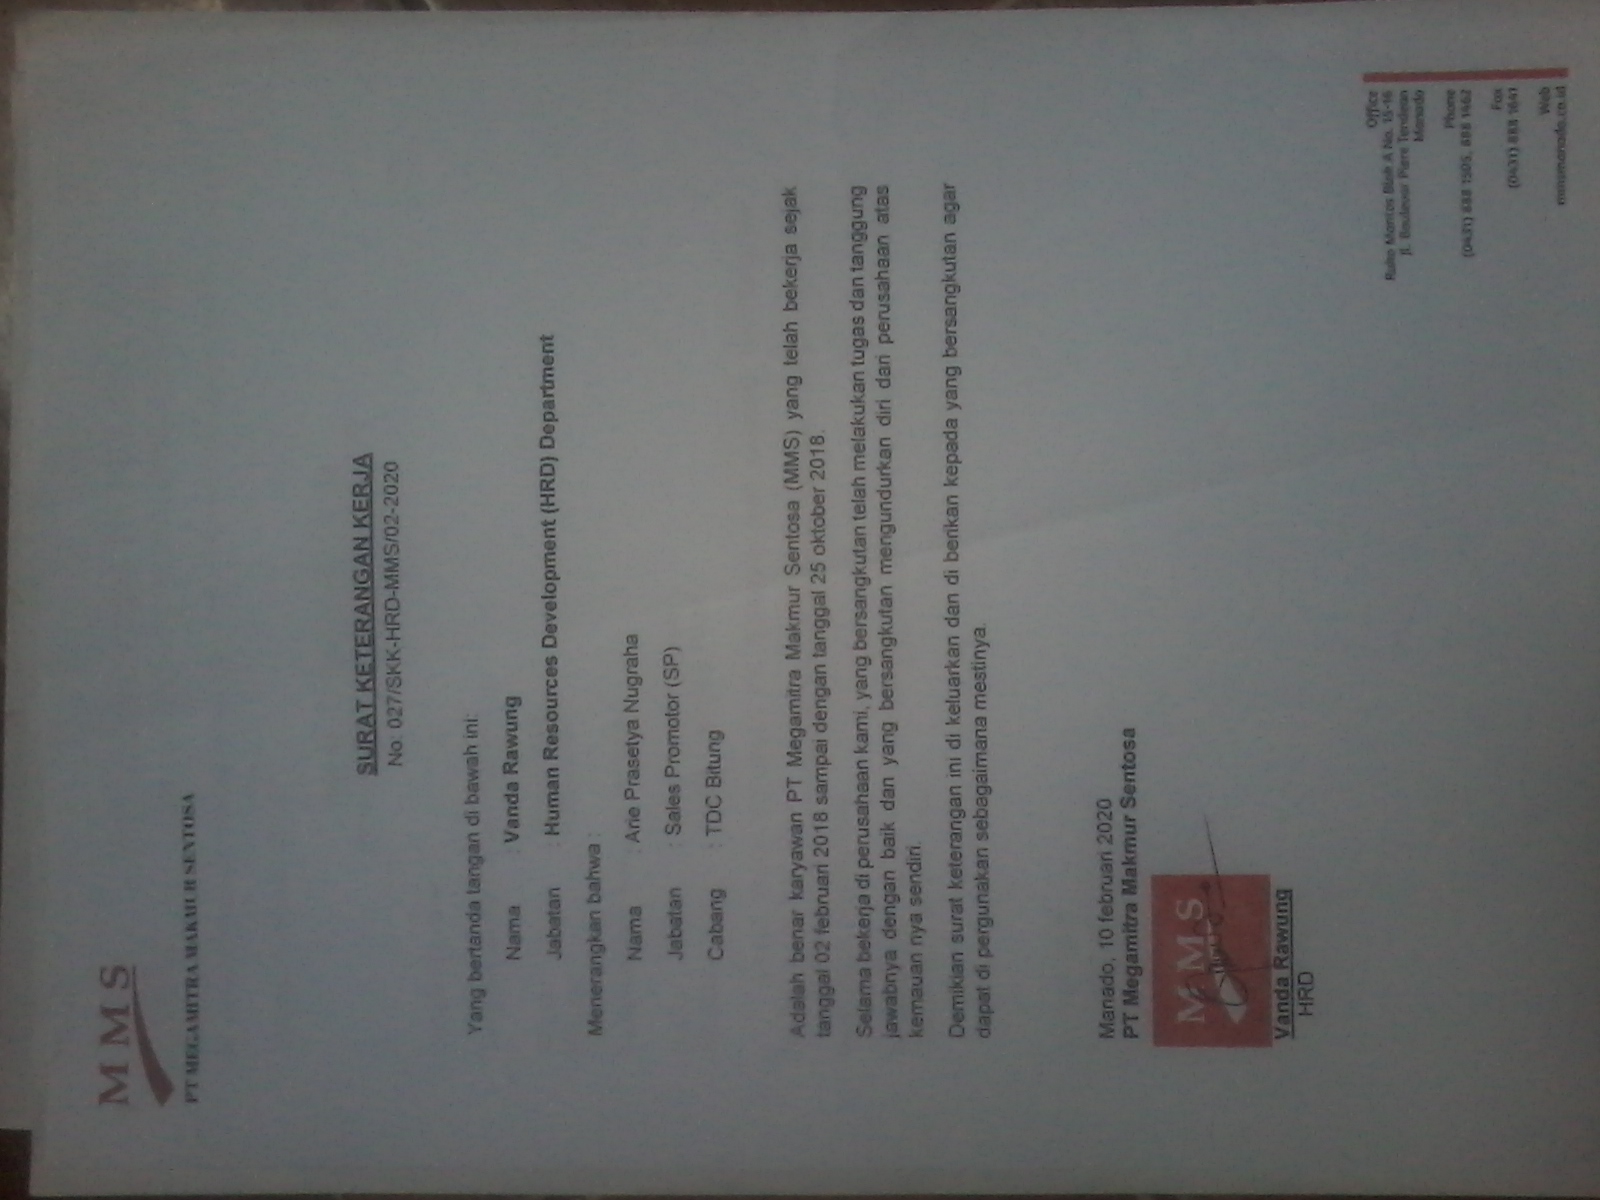 MMS
PT MEGAMITRA MAKMUR SENTOSA
SURAT KETERANGAN KERJA
No: 027/SKK-HRD-MMS/02-2020
Yang bertanda tangan di bawah ini:
Nama : Vanda Rawung
Jabatan : Human Resources Development (HRD) Department
Menerangkan bahwa :
Nama : Arie Prasetya Nugraha
Jabatan : Sales Promotor (SP)
Cabang : TDC Bitung
Adalah benar karyawan PT Megamitra Makmur Sentosa (MMS) yang telah bekerja sejak
tanggal 02 februari 2018 sampai dengan tanggal 25 oktober 2018.
Selama bekerja di perusahaan kami, yang bersangkutan telah melakukan tugas dan tanggung
jawabnya dengan baik dan yang bersangkutan mengundurkan diri dari perusahaan atas
kemauan nya sendiri.
Demikian surat keterangan ini di keluarkan dan di berikan kepada yang bersangkutan agar
dapat di pergunakan sebagaimana mestinya.
Manado, 10 februari 2020
PT Megamitra Makmur Sentosa
MMS
Vanda Rawung
HRD
Office
Ruko Mantos Blok A No. 15-16
Jl. Boulevar Piere Tendean
Manado
Phone
(0431) 888 1505, 888 1462
Fax
(0431) 888 1641
Web
mmsmanado.co.id